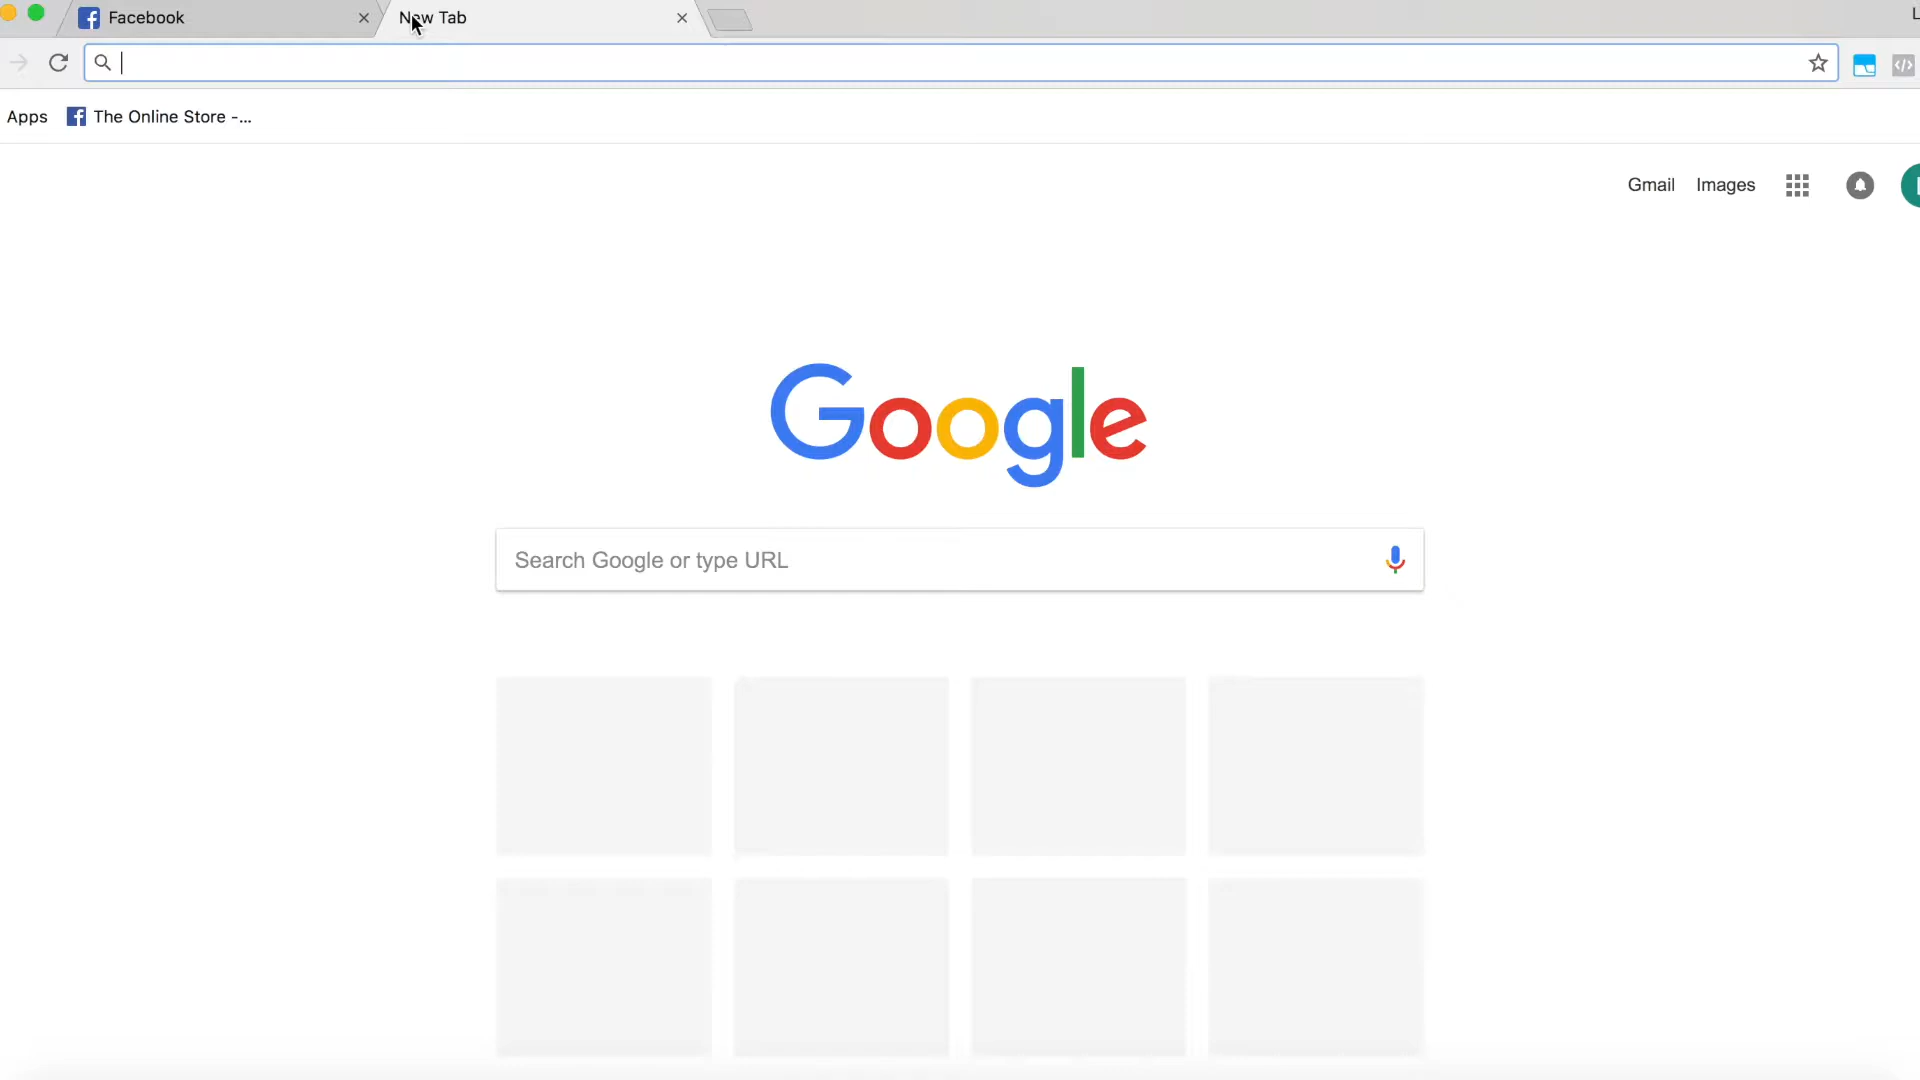 Facebook
New Tab
Apps
The Online Store -...
Gmail
Images
Google
Search Google or type URL